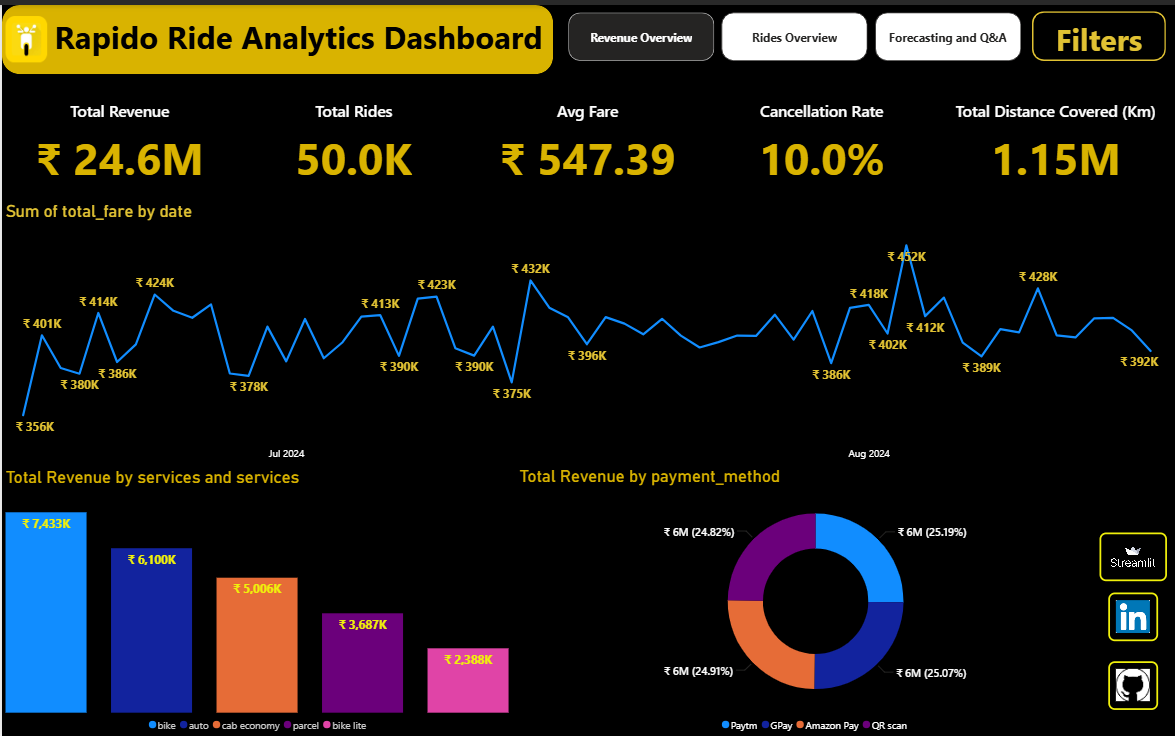 Rapido Ride Analytics Dashboard
Revenue Overview
Rides Overview
Forecasting and Q&A
Filters
Total Revenue
₹ 24.6M
Total Rides
50.0K
Avg Fare
₹ 547.39
Cancellation Rate
10.0%
Total Distance Covered (Km)
1.15M
Sum of total_fare by date
₹ 356K
₹ 401K
₹ 380K
₹ 414K
₹ 386K
₹ 424K
₹ 378K
₹ 413K
₹ 390K
₹ 423K
₹ 390K
₹ 375K
₹ 432K
₹ 396K
₹ 386K
₹ 418K
₹ 402K
₹ 452K
₹ 412K
₹ 389K
₹ 428K
₹ 392K
Jul 2024
Aug 2024
Total Revenue by services and services
₹ 7,433K
₹ 6,100K
₹ 5,006K
₹ 3,687K
₹ 2,388K
bike auto cab economy parcel bike lite
Total Revenue by payment_method
₹ 6M (24.82%)
₹ 6M (25.19%)
₹ 6M (24.91%)
₹ 6M (25.07%)
Paytm GPay Amazon Pay QR scan
Streamlit
in